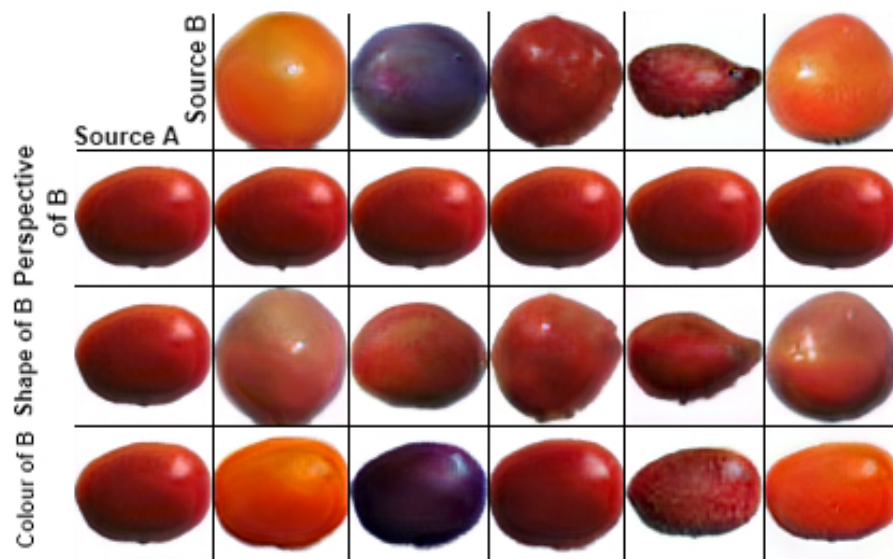 Source B
Source A
Perspective
of B
Shape of B
Colour of B